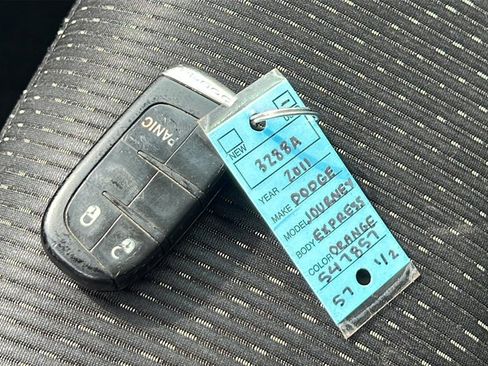 PANIC
NEW
3288A
YEAR 2011
MAKE DODGE
MODEL JOURNEY
BODY EXPRESS
COLOR ORANGE
547857
57 1/2